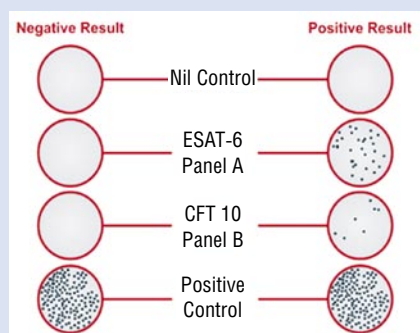 Negative Result
Positive Result
Nil Control
ESAT-6
Panel A
CFT 10
Panel B
Positive
Control